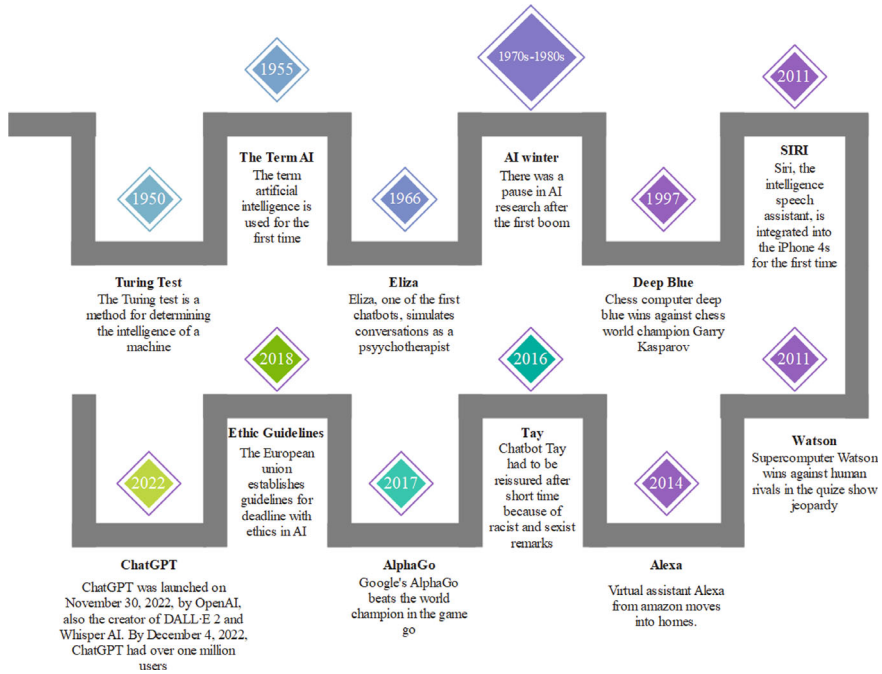 1950
Turing Test
The Turing test is a
method for determining
the intelligence of a
machine
1955
The Term AI
The term
artificial
intelligence is
used for the
first time
1966
Eliza
Eliza, one of the first
chatbots, simulates
conversations as a
psyychotherapist
1970s-1980s
AI winter
There was a
pause in AI
research after
the first boom
1997
Deep Blue
Chess computer deep
blue wins against chess
world champion Garry
Kasparov
2011
SIRI
Siri, the
intelligence
speech
assistant, is
integrated into
the iPhone 4s
for the first time
2011
Watson
Supercomputer Watson
wins against human
rivals in the quize show
jeopardy
2014
Alexa
Virtual assistant Alexa
from amazon moves
into homes.
2016
Tay
Chatbot Tay
had to be
reissured after
short time
because of
racist and sexist
remarks
2017
AlphaGo
Google's AlphaGo
beats the world
champion in the game
go
2018
Ethic Guidelines
The European
union
establishes
guidelines for
deadline with
ethics in AI
2022
ChatGPT
ChatGPT was launched on
November 30, 2022, by OpenAI,
also the creator of DALL·E 2 and
Whisper AI. By December 4, 2022,
ChatGPT had over one million
users